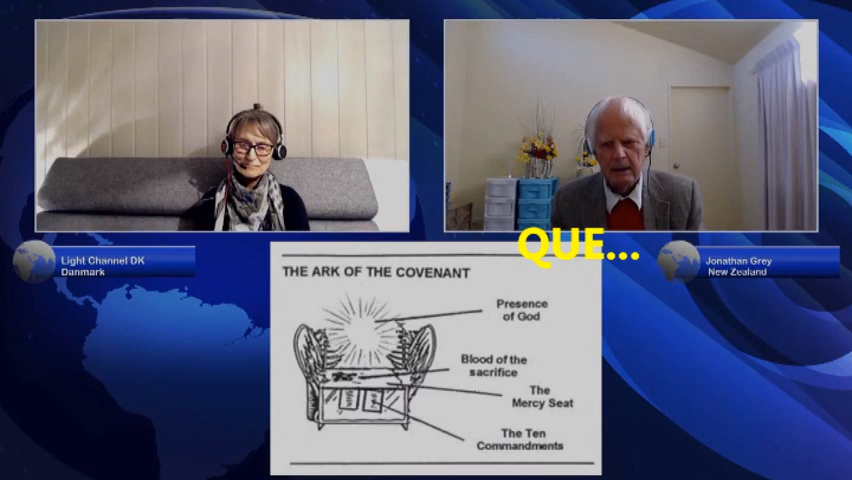 QUE...
Light Channel DK
Danmark
Jonathan Grey
New Zealand
THE ARK OF THE COVENANT
Presence
of God
Blood of the
sacrifice
The
Mercy Seat
The Ten
Commandments